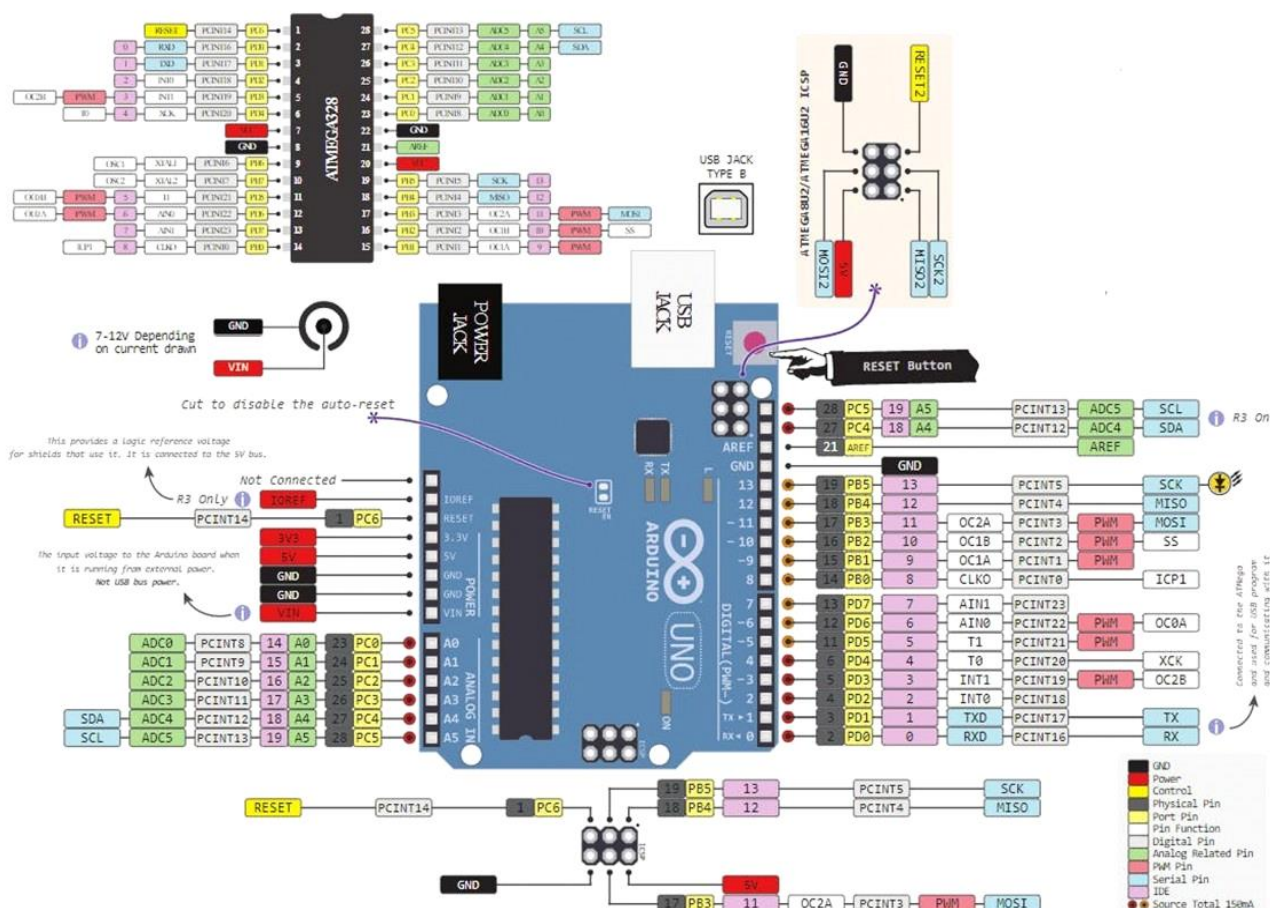 RESET PCINT14 PC6 1
0 RXD PCINT16 PD0 2
1 TXD PCINT17 PD1 3
2 INT0 PCINT18 PD2 4
OC2B PWM 3 INT1 PCINT19 PD3 5
T0 4 XCK PCINT20 PD4 6
VCC 7
GND 8
OSC1 XTAL1 PCINT6 PB6 9
OSC2 XTAL2 PCINT7 PB7 10
PWM 5 T1 PCINT21 PD5 11
PWM 6 AIN0 PCINT22 PD6 12
7 AIN1 PCINT23 PD7 13
ICP1 8 CLKO PCINT0 PB0 14
ATMEGA328
28 PC5 PCINT13 ADC5 A5 SCL
27 PC4 PCINT12 ADC4 A4 SDA
26 PC3 PCINT11 ADC3 A3
25 PC2 PCINT10 ADC2 A2
24 PC1 PCINT9 ADC1 A1
23 PC0 PCINT8 ADC0 A0
22 GND
21 AREF
20
19 PB5 PCINT5 SCK 13
18 PB4 PCINT4 MISO 12
17 PB3 PCINT3 OC2A 11 PWM MOSI
16 PB2 PCINT2 OC1B 10 PWM SS
15 PB1 PCINT1 OC1A 9 PWM
USB JACK
TYPE B
ATMEGA8U2/ATMEGA16U2 ICSP
GND
RESET2
MOSI2
5V
MISO2
SCK2
GND
7-12V Depending
on current drawn
VIN
POWER
JACK
USB
JACK
RESET
RESET Button
Cut to disable the auto-reset
This provides a logic reference voltage
for shields that use it. It is connected to the 5V bus.
Not Connected
R3 Only IOREF
RESET PCINT14 1 PC6
3V3
5V
GND
GND
VIN
The input voltage to the Arduino board when
it is running from external power.
Not USB bus power.
ADC0 PCINT8 14 A0 23 PC0
ADC1 PCINT9 15 A1 24 PC1
ADC2 PCINT10 16 A2 25 PC2
ADC3 PCINT11 17 A3 26 PC3
SDA ADC4 PCINT12 18 A4 27 PC4
SCL ADC5 PCINT13 19 A5 28 PC5
IOREF
RESET
3.3V
5V
GND
GND
VIN
POWER
A0
A1
A2
A3
A4
A5
ANALOG IN
RESET
EN
RX TX
L
ARDUINO
UNO
ON
ICSP
AREF
GND
13
12
~11
~10
~9
8
7
~6
~5
4
~3
2
TX ▸ 1
RX ◂ 0
DIGITAL (PWM~)
28 PC5 19 A5 PCINT13 ADC5 SCL
R3 On
27 PC4 18 A4 PCINT12 ADC4 SDA
21 AREF AREF
GND
19 PB5 13 PCINT5 SCK
18 PB4 12 PCINT4 MISO
17 PB3 11 OC2A PCINT3 PWM MOSI
16 PB2 10 OC1B PCINT2 PWM SS
15 PB1 9 OC1A PCINT1 PWM
14 PB0 8 CLKO PCINT0 ICP1
13 PD7 7 AIN1 PCINT23
12 PD6 6 AIN0 PCINT22 PWM OC0A
11 PD5 5 T1 PCINT21 PWM
6 PD4 4 T0 PCINT20 XCK
5 PD3 3 INT1 PCINT19 PWM OC2B
4 PD2 2 INT0 PCINT18
3 PD1 1 TXD PCINT17 TX
2 PD0 0 RXD PCINT16 RX
Connected to the ATMega
and used for USB program
and communicating with it
RESET PCINT14 1 PC6
19 PB5 13 PCINT5 SCK
18 PB4 12 PCINT4 MISO
ICSP
GND
5V
17 PB3 11 OC2A PCINT3 PWM MOSI
GND
Power
Control
Physical Pin
Port Pin
Pin Function
Digital Pin
Analog Related Pin
PWM Pin
Serial Pin
IDE
Source Total 150mA